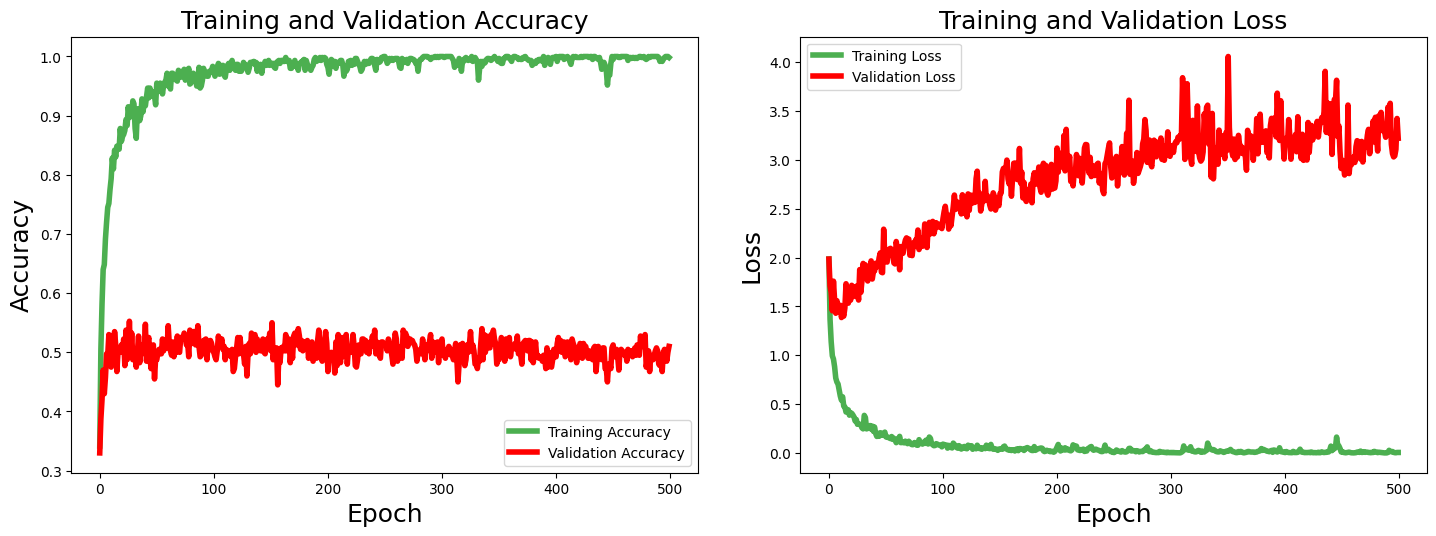 Training and Validation Accuracy
Accuracy
1.0
0.9
0.8
0.7
0.6
0.5
0.4
0.3
0
100
200
300
400
500
Epoch
Training Accuracy
Validation Accuracy
Training and Validation Loss
Loss
4.0
3.5
3.0
2.5
2.0
1.5
1.0
0.5
0.0
0
100
200
300
400
500
Epoch
Training Loss
Validation Loss